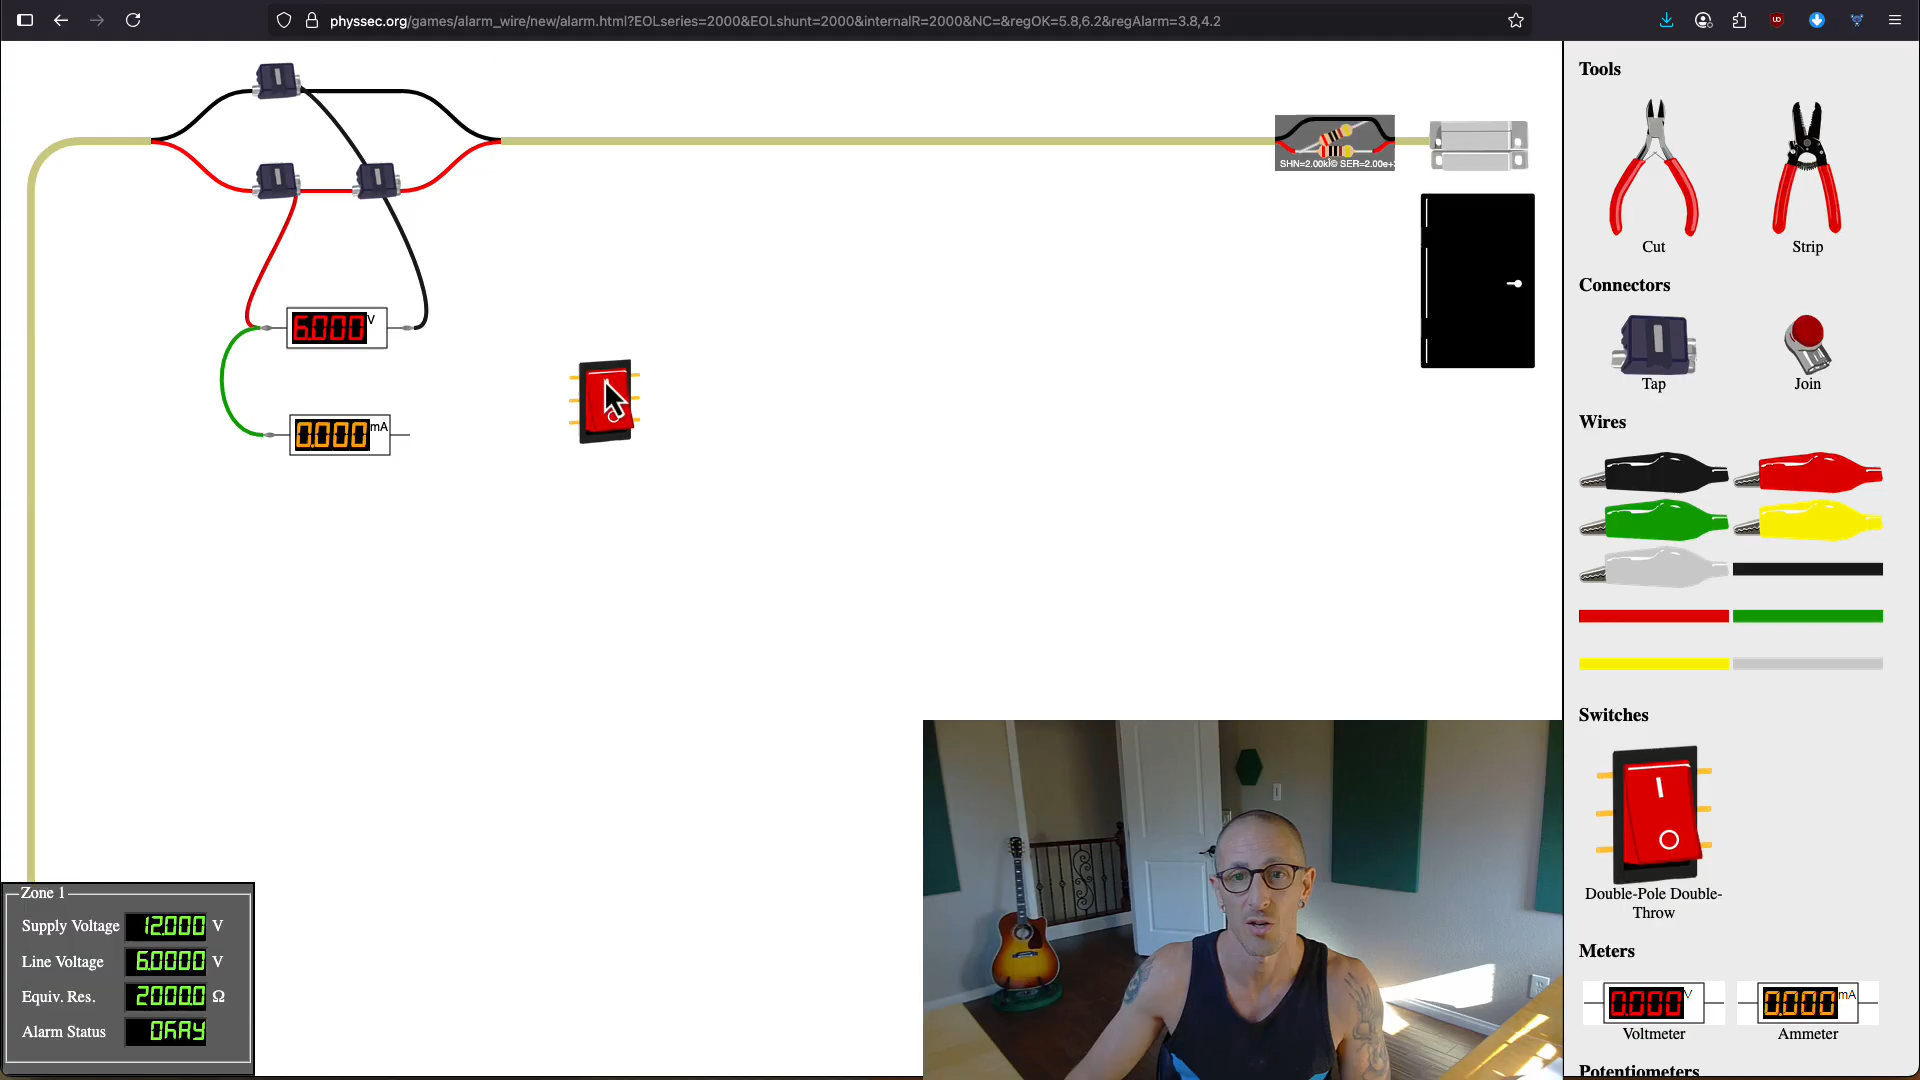 physsec.org/games/alarm_wire/new/alarm.html?EOLseries=2000&EOLshunt=2000&internalR=2000&NC=&regOK=5.8,6.2&regAlarm=3.8,4.2
Tools
Cut
Strip
Connectors
Tap
Join
Wires
Switches
Double-Pole Double-
Throw
Meters
0.000 V
Voltmeter
0.000 mA
Ammeter
Potentiometers
SHN=2.00k SER=2.00e+
6.000 V
0.000 mA
Zone 1
Supply Voltage 12.000 V
Line Voltage 6.0000 V
Equiv. Res. 2000.0 Ω
Alarm Status OKAY